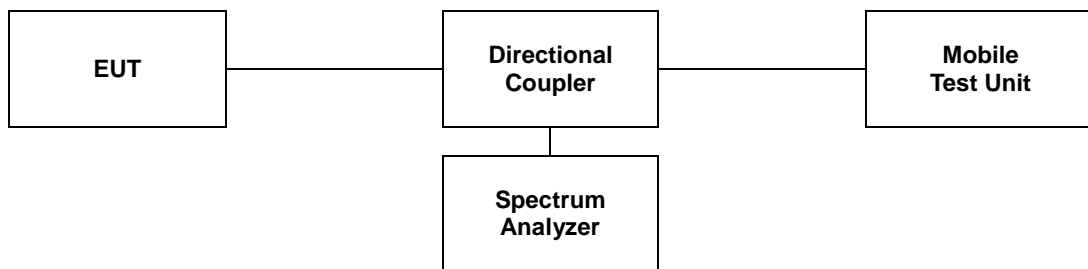 EUT
Directional
Coupler
Mobile
Test Unit
Spectrum
Analyzer